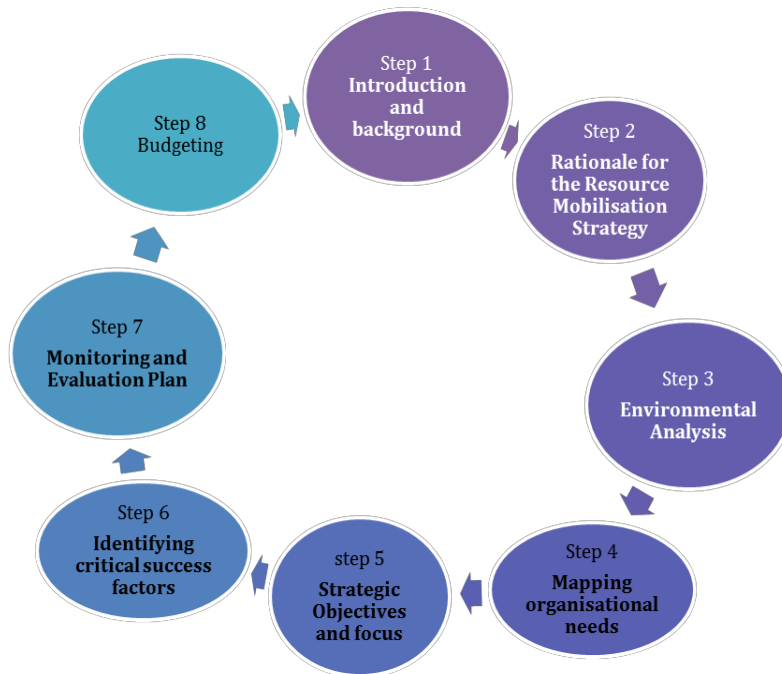 Step 1
Introduction
and
background
Step 2
Rationale for
the Resource
Mobilisation
Strategy
Step 3
Environmental
Analysis
Step 4
Mapping
organisational
needs
step 5
Strategic
Objectives
and focus
Step 6
Identifying
critical success
factors
Step 7
Monitoring and
Evaluation Plan
Step 8
Budgeting